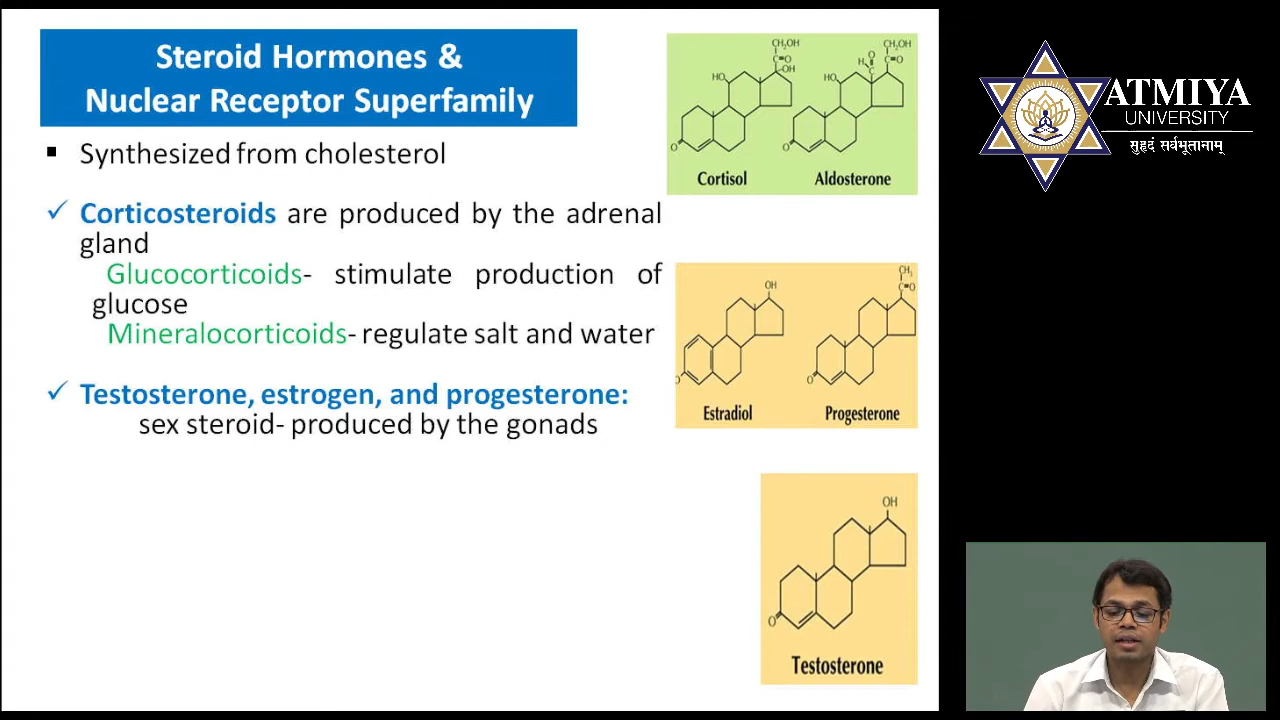 Steroid Hormones &
Nuclear Receptor Superfamily
▪ Synthesized from cholesterol
✓ Corticosteroids are produced by the adrenal
gland
Glucocorticoids- stimulate production of
glucose
Mineralocorticoids- regulate salt and water
✓ Testosterone, estrogen, and progesterone:
sex steroid- produced by the gonads
CH₂OH
C=O
OH
HO
O
Cortisol
CH₂OH
O
H
C
C=O
HO
O
Aldosterone
OH
O
Estradiol
CH₃
C=O
O
Progesterone
OH
O
Testosterone
ATMIYA
UNIVERSITY
सुहृदं सर्वभूतानाम्